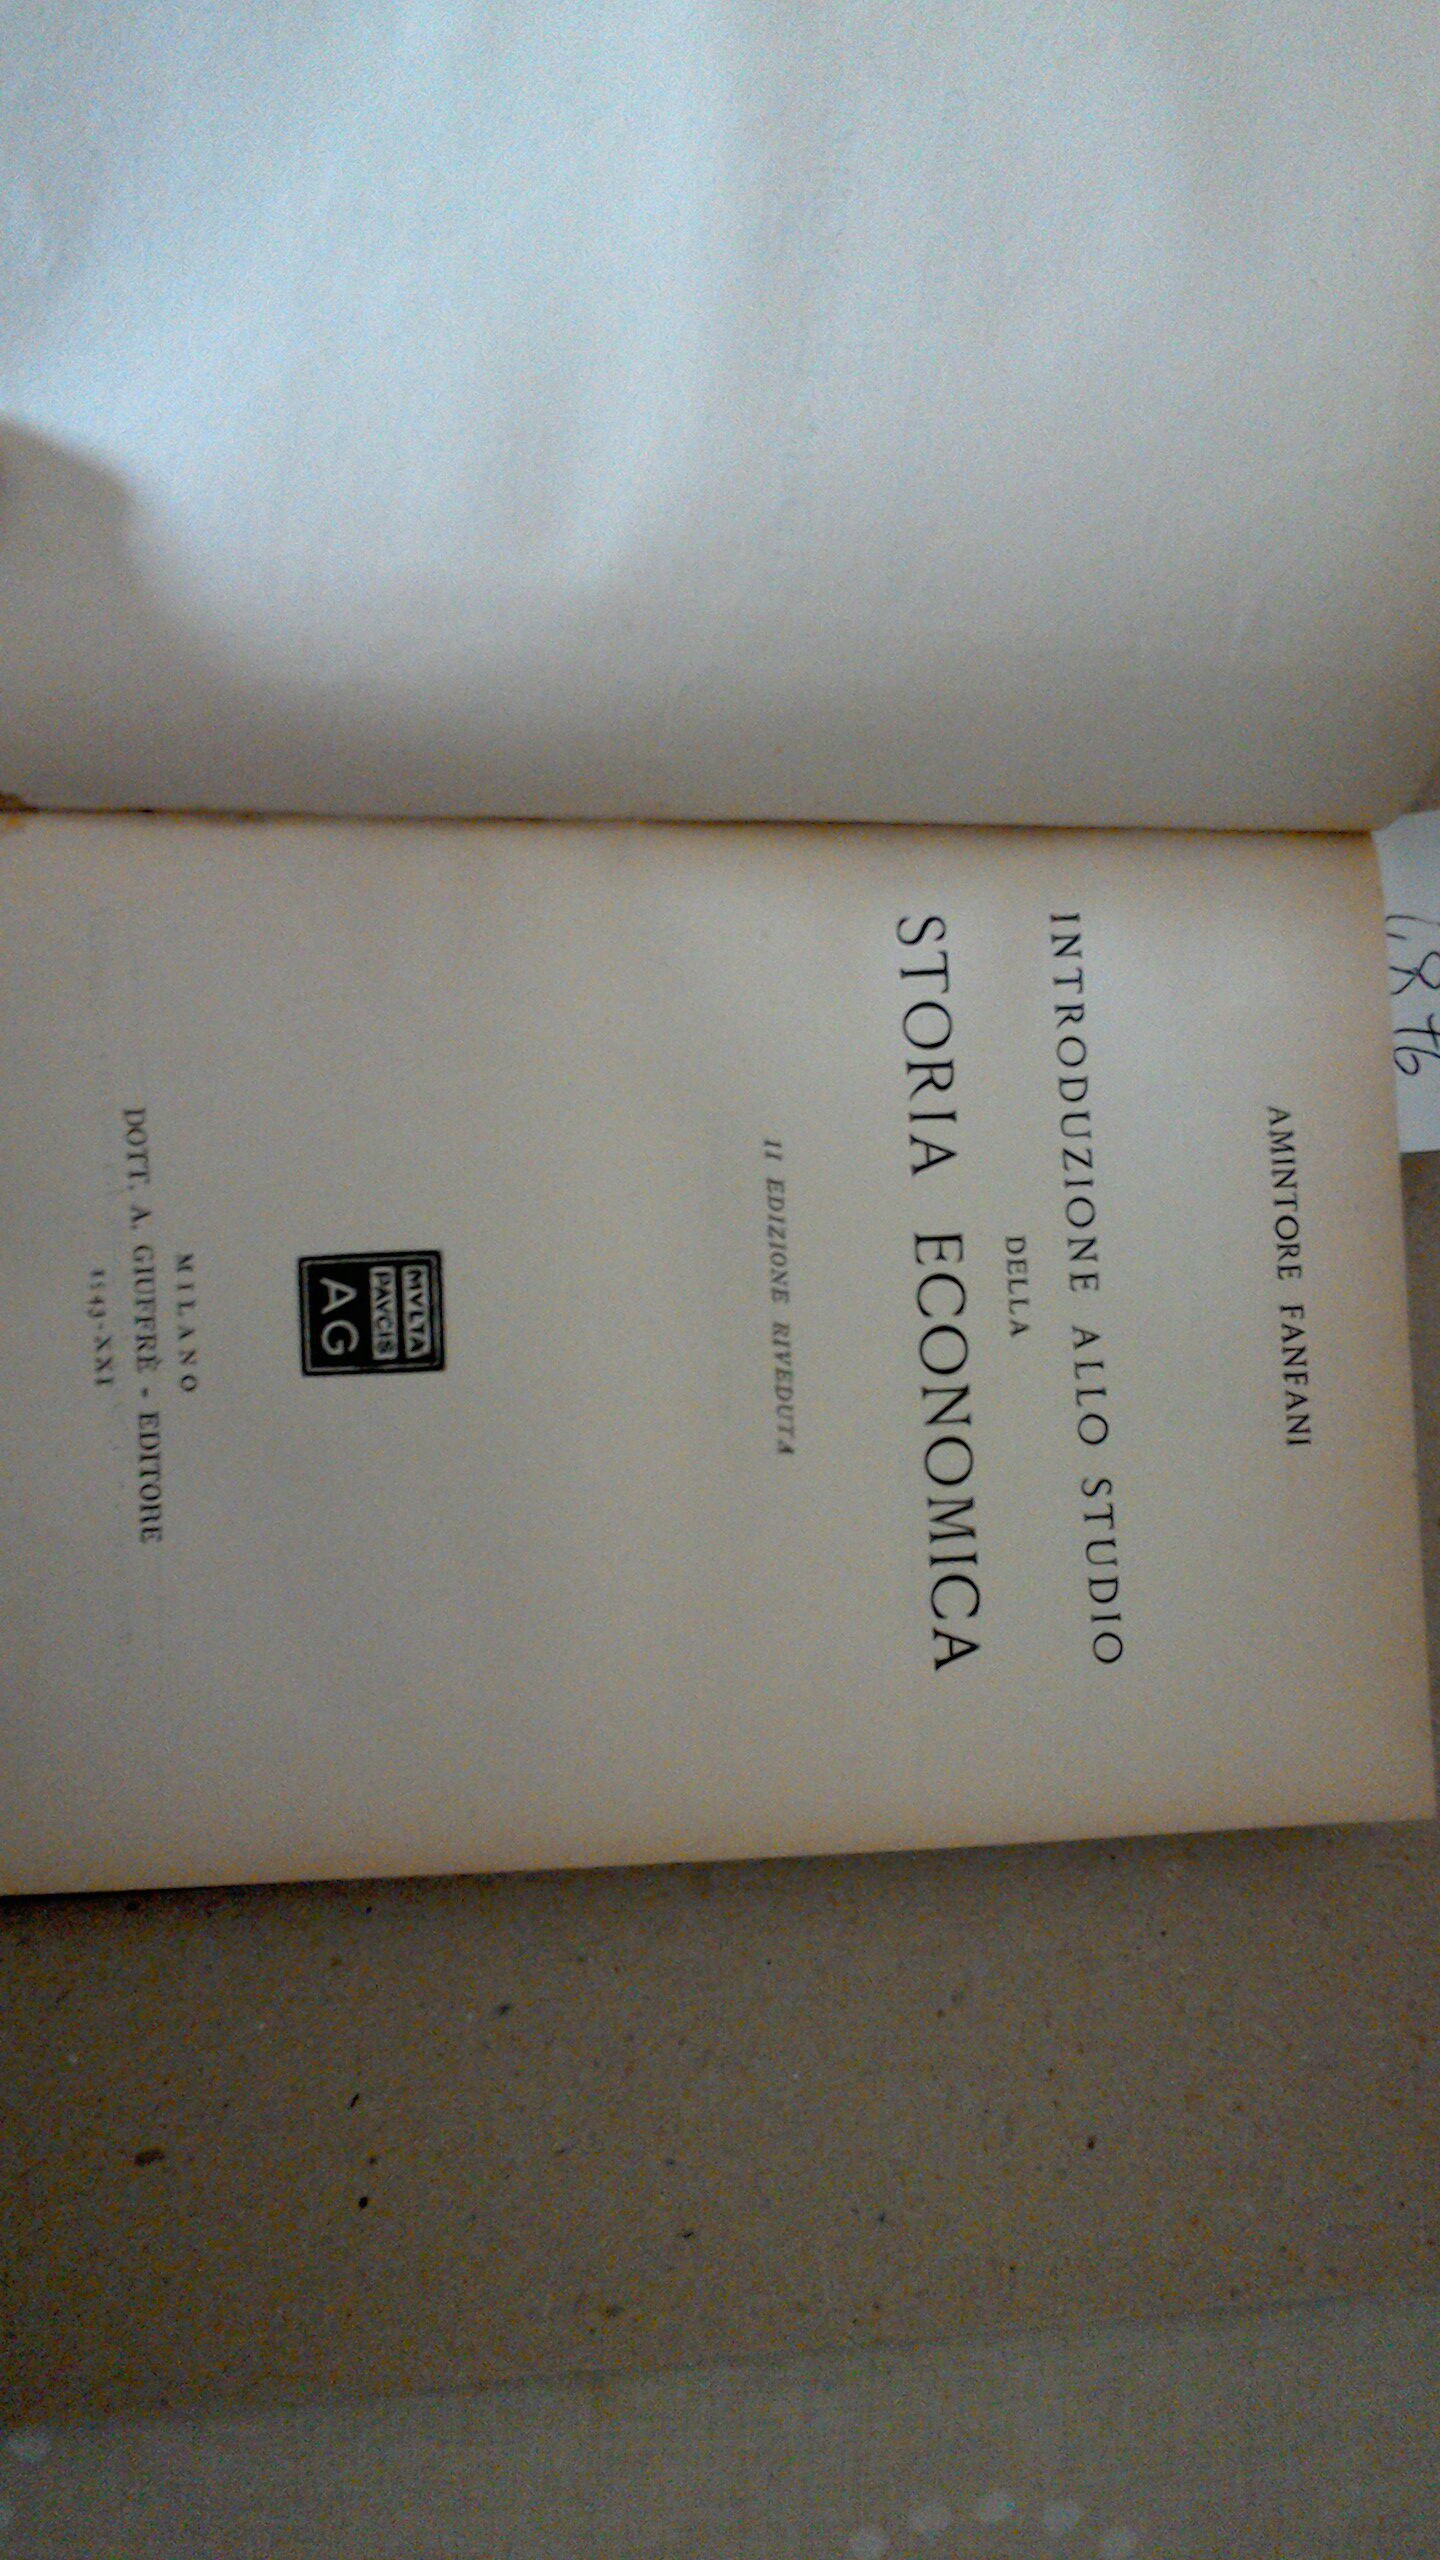 AMINTORE FANFANI
INTRODUZIONE ALLO STUDIO
DELLA
STORIA ECONOMICA
II EDIZIONE RIVEDUTA
MVLTA
PAVCIS
AG
MILANO
DOTT. A. GIUFFRÈ - EDITORE
1943-XXI